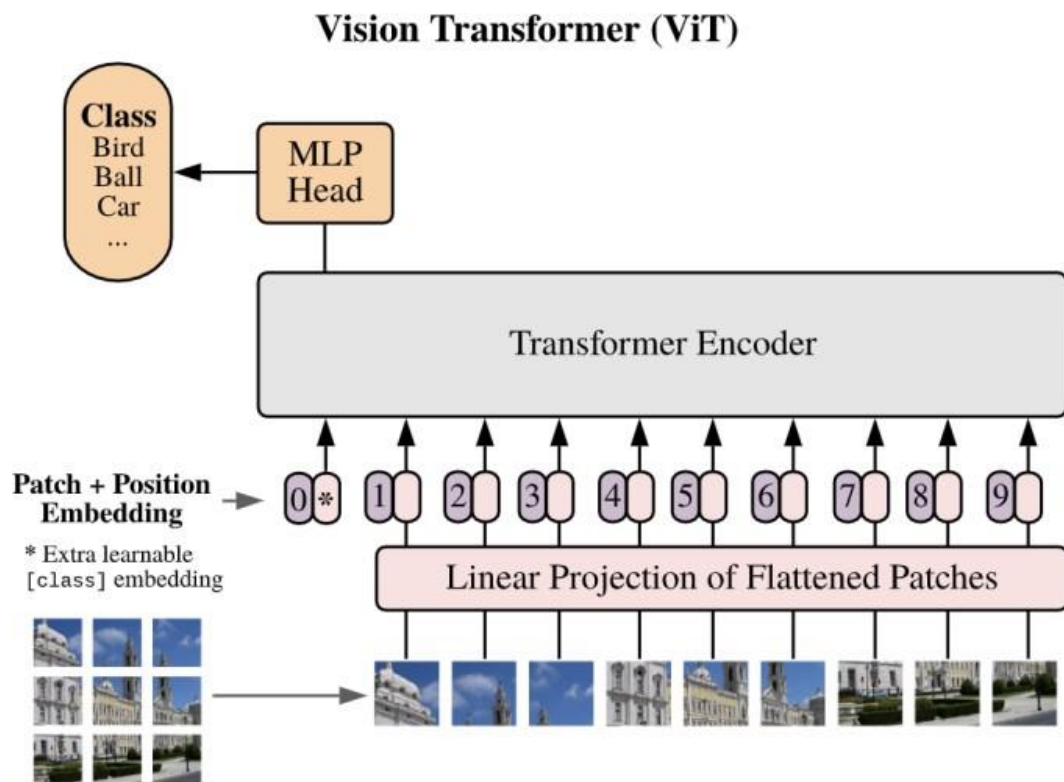 Vision Transformer (ViT)
Class
Bird
Ball
Car
...
MLP
Head
Transformer Encoder
Patch + Position
Embedding
0 * 1 2 3 4 5 6 7 8 9
* Extra learnable
[class] embedding
Linear Projection of Flattened Patches